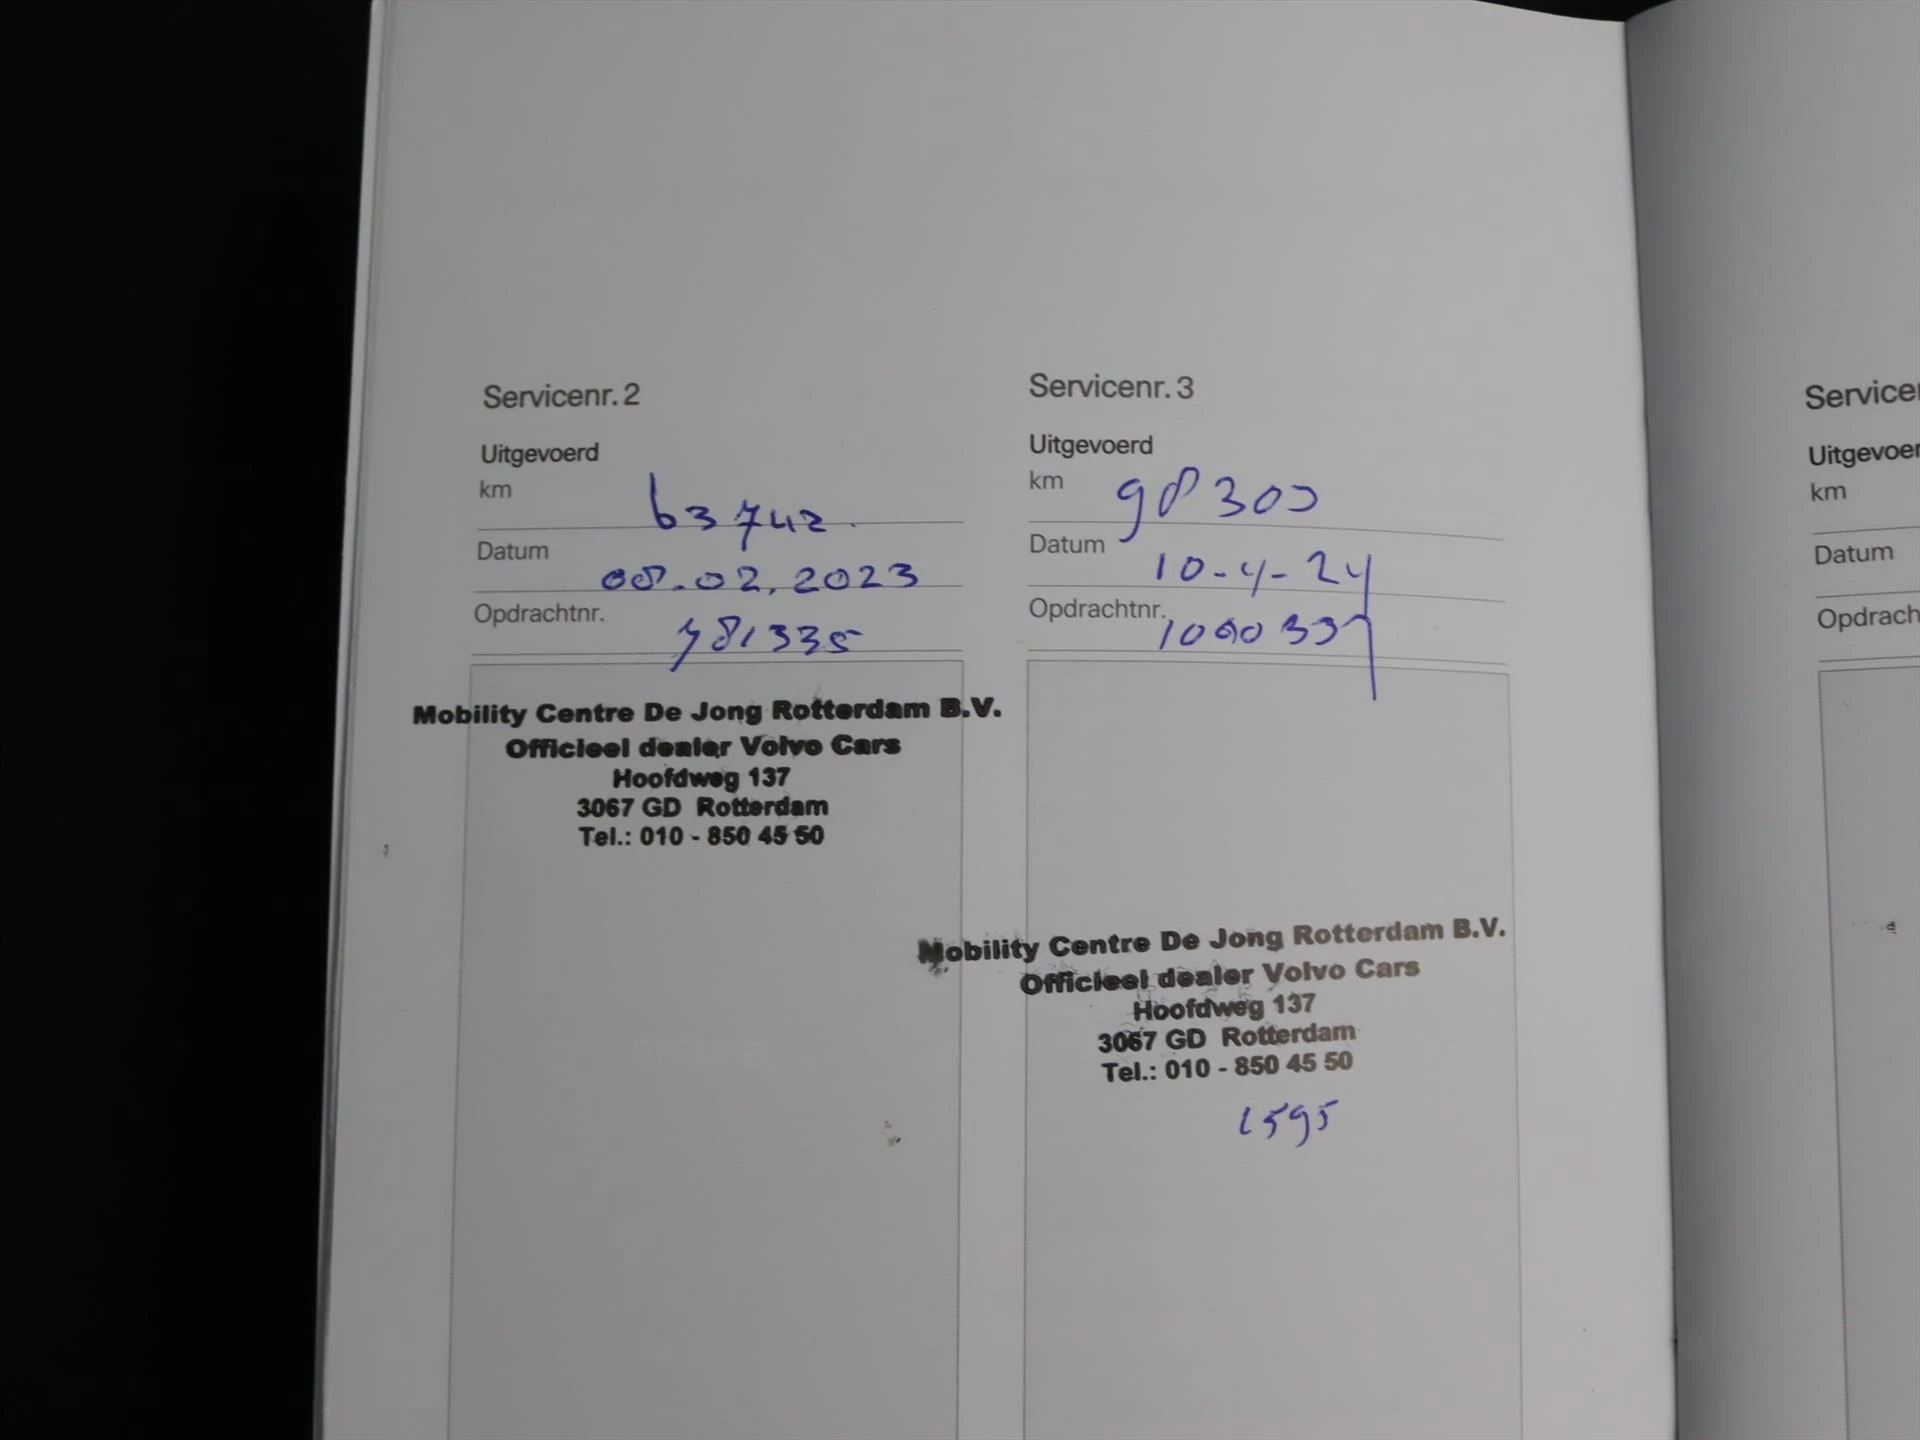 Servicenr. 2
Uitgevoerd
km 63742.
Datum 08.02.2023
Opdrachtnr. 781335
Mobility Centre De Jong Rotterdam B.V.
Officieel dealer Volvo Cars
Hoofdweg 137
3067 GD Rotterdam
Tel.: 010 - 850 45 50
Servicenr. 3
Uitgevoerd
km 98300
Datum 10-4-24
Opdrachtnr.
Mobility Centre De Jong Rotterdam B.V.
Officieel dealer Volvo Cars
Hoofdweg 137
3067 GD Rotterdam
Tel.: 010 - 850 45 50
1595
Service
Uitgevoer
km
Datum
Opdrach